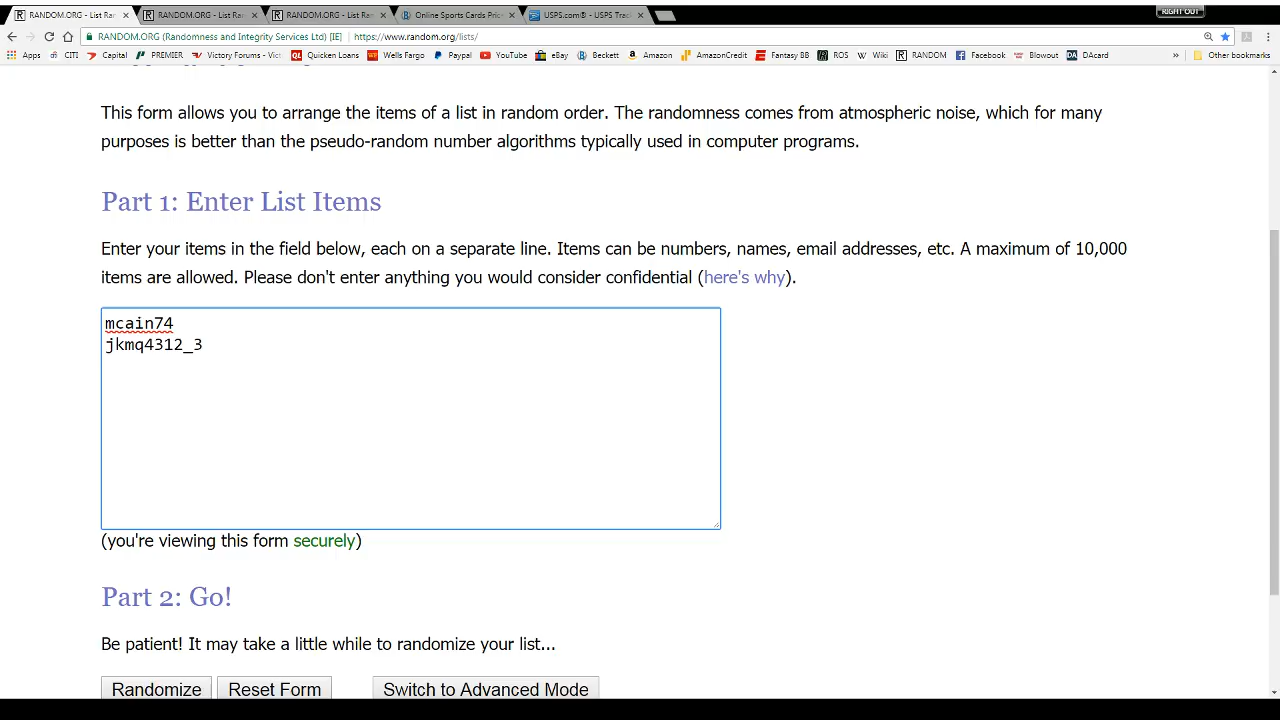 RIGHT OUT
RANDOM.ORG - List Ra
RANDOM.ORG - List Ra
RANDOM.ORG - List Ra
Online Sports Cards,Pric
USPS.com® - USPS Trac
RANDOM.ORG (Randomness and Integrity Services Ltd) [IE] https://www.random.org/lists/
Apps CITI Capital PREMIER Victory Forums - Vict Quicken Loans Wells Fargo Paypal YouTube eBay Beckett Amazon AmazonCredit Fantasy BB ROS Wiki RANDOM Facebook Blowout DAcard » Other bookmarks
This form allows you to arrange the items of a list in random order. The randomness comes from atmospheric noise, which for many
purposes is better than the pseudo-random number algorithms typically used in computer programs.
Part 1: Enter List Items
Enter your items in the field below, each on a separate line. Items can be numbers, names, email addresses, etc. A maximum of 10,000
items are allowed. Please don't enter anything you would consider confidential (here's why).
mcain74
jkmq4312_3
(you're viewing this form securely)
Part 2: Go!
Be patient! It may take a little while to randomize your list...
Randomize Reset Form Switch to Advanced Mode